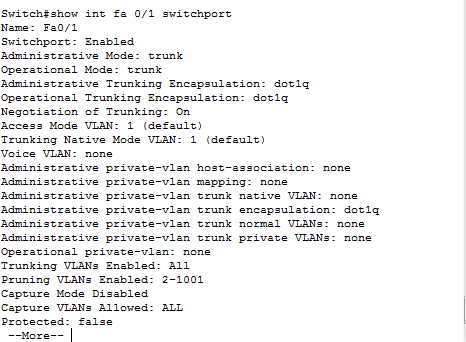 Switch#show int fa 0/1 switchport
Name: Fa0/1
Switchport: Enabled
Administrative Mode: trunk
Operational Mode: trunk
Administrative Trunking Encapsulation: dot1q
Operational Trunking Encapsulation: dot1q
Negotiation of Trunking: On
Access Mode VLAN: 1 (default)
Trunking Native Mode VLAN: 1 (default)
Voice VLAN: none
Administrative private-vlan host-association: none
Administrative private-vlan mapping: none
Administrative private-vlan trunk native VLAN: none
Administrative private-vlan trunk encapsulation: dot1q
Administrative private-vlan trunk normal VLANs: none
Administrative private-vlan trunk private VLANs: none
Operational private-vlan: none
Trunking VLANs Enabled: All
Pruning VLANs Enabled: 2-1001
Capture Mode Disabled
Capture VLANs Allowed: ALL
Protected: false
--More--